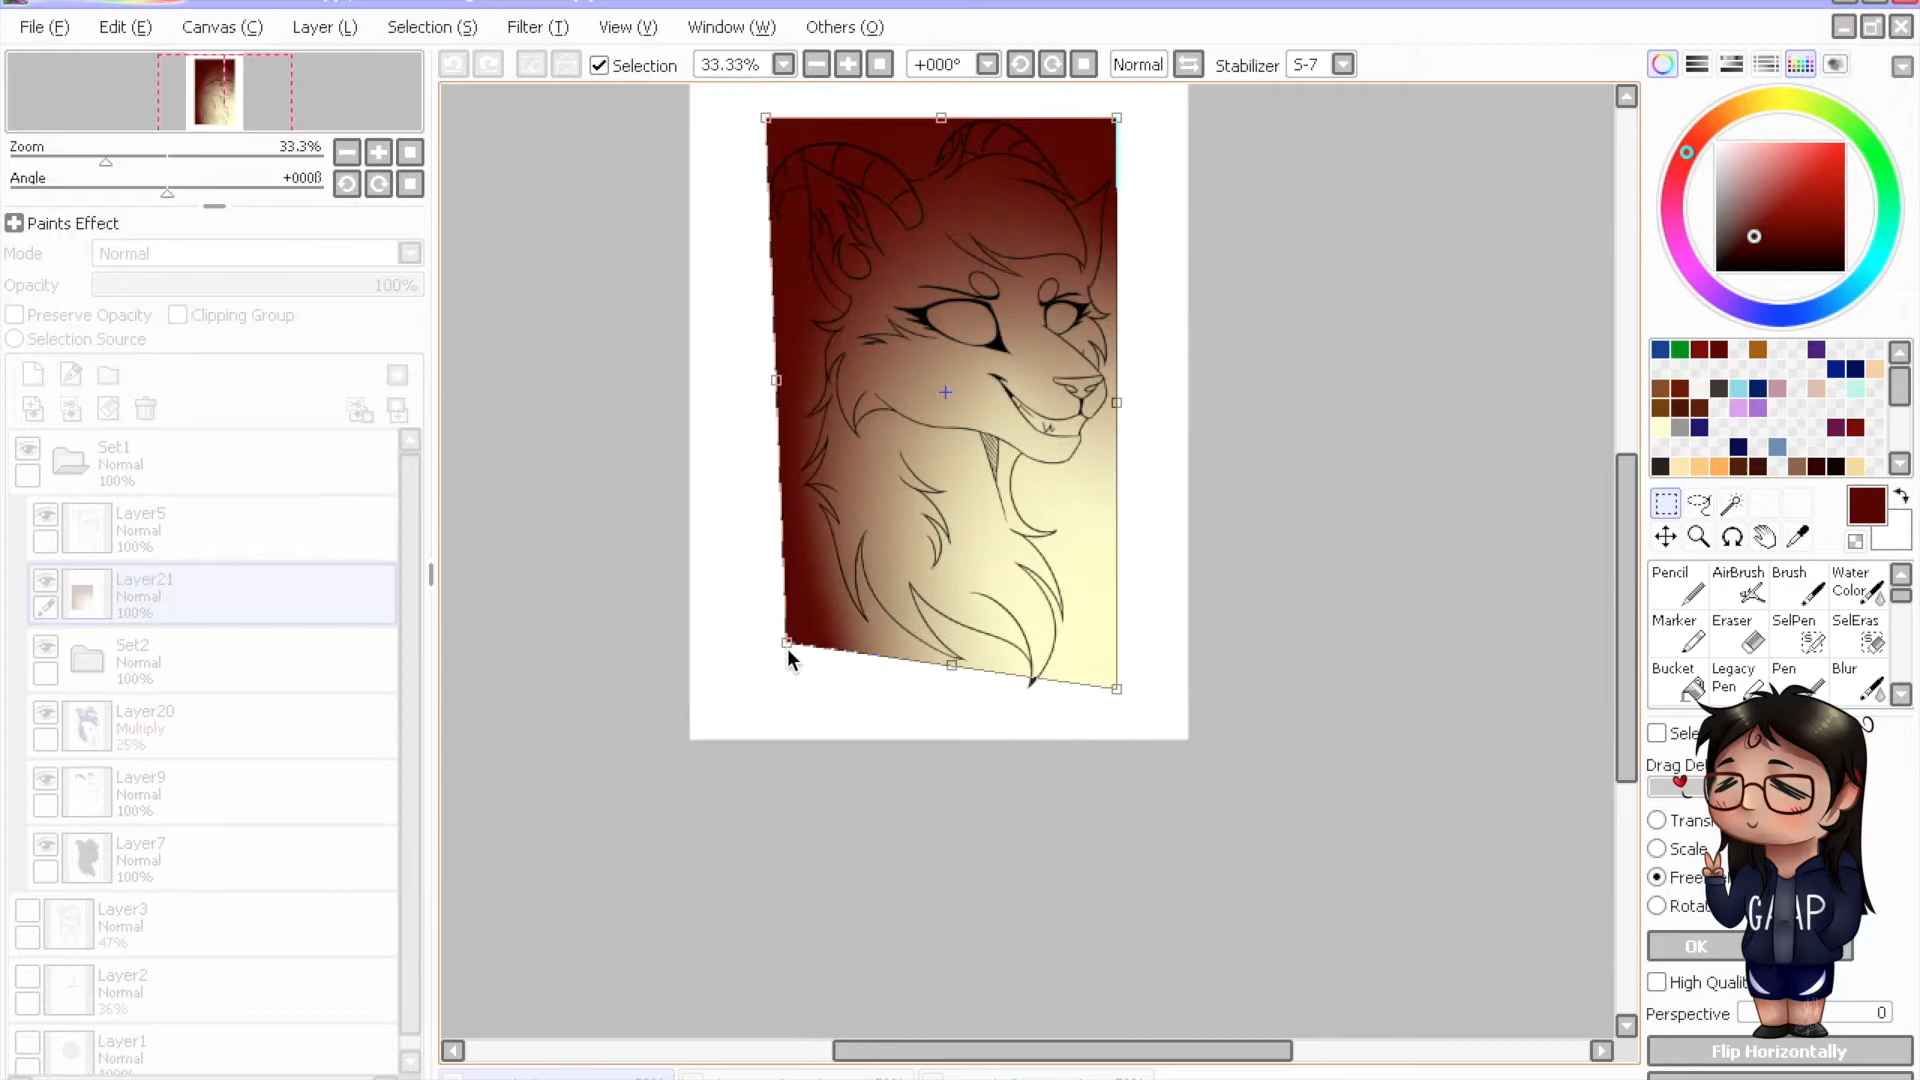 File (F) Edit (E) Canvas (C) Layer (L) Selection (S) Filter (T) View (V) Window (W) Others (O)
Selection 33.33% +000° Normal Stabilizer S-7
Zoom 33.3%
Angle +000ß
Paints Effect
Mode Normal
Opacity 100%
Preserve Opacity Clipping Group
Selection Source
Set1
Normal
100%
Layer5
Normal
100%
Layer21
Normal
100%
Set2
Normal
100%
Layer20
Multiply
25%
Layer9
Normal
100%
Layer7
Normal
100%
Layer3
Normal
47%
Layer2
Normal
36%
Layer1
Normal
100%
Pencil AirBrush Brush Water
Color
Marker Eraser SelPen SelEras
Bucket Legacy Pen Blur
Pen
Sele
Drag De
Trans
Scale
Free
Rotat
GAAP
OK
High Qualit
Perspective 0
Flip Horizontally